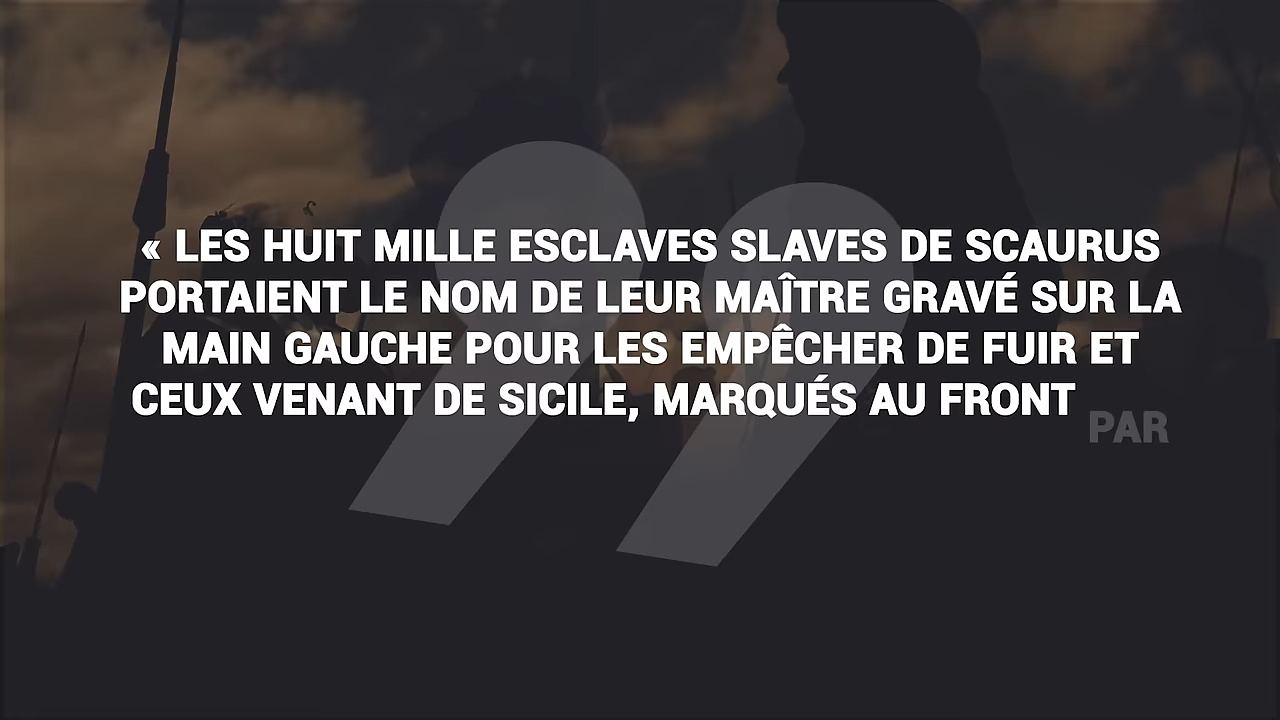 « LES HUIT MILLE ESCLAVES SLAVES DE SCAURUS
PORTAIENT LE NOM DE LEUR MAÎTRE GRAVÉ SUR LA
MAIN GAUCHE POUR LES EMPÊCHER DE FUIR ET
CEUX VENANT DE SICILE, MARQUÉS AU FRONT
PAR